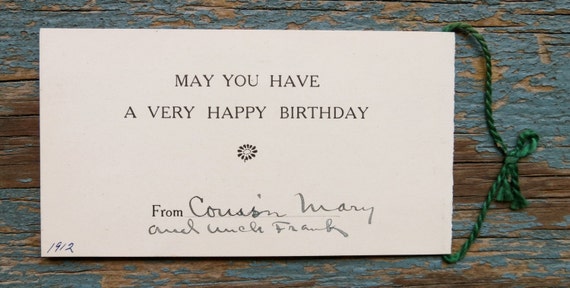 MAY YOU HAVE
A VERY HAPPY BIRTHDAY
From Cousin Mary
and uncle Frank
1912